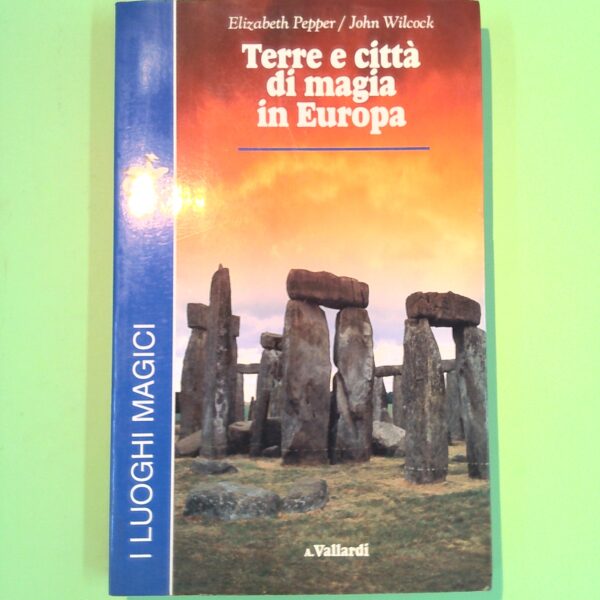 Elizabeth Pepper / John Wilcock
Terre e città
di magia
in Europa
I LUOGHI MAGICI
A. Vallardi